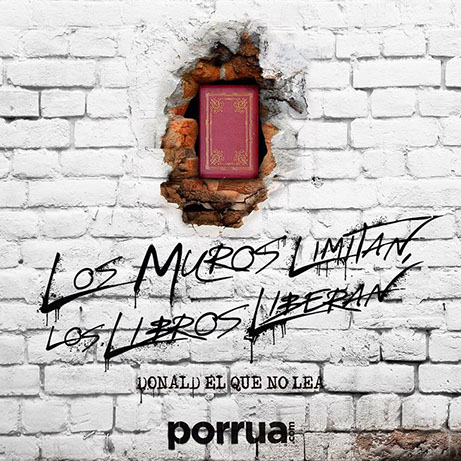 LOS MUROS LIMITAN,
LOS LIBROS LIBERAN
DONALD EL QUE NO LEA
porrua.com